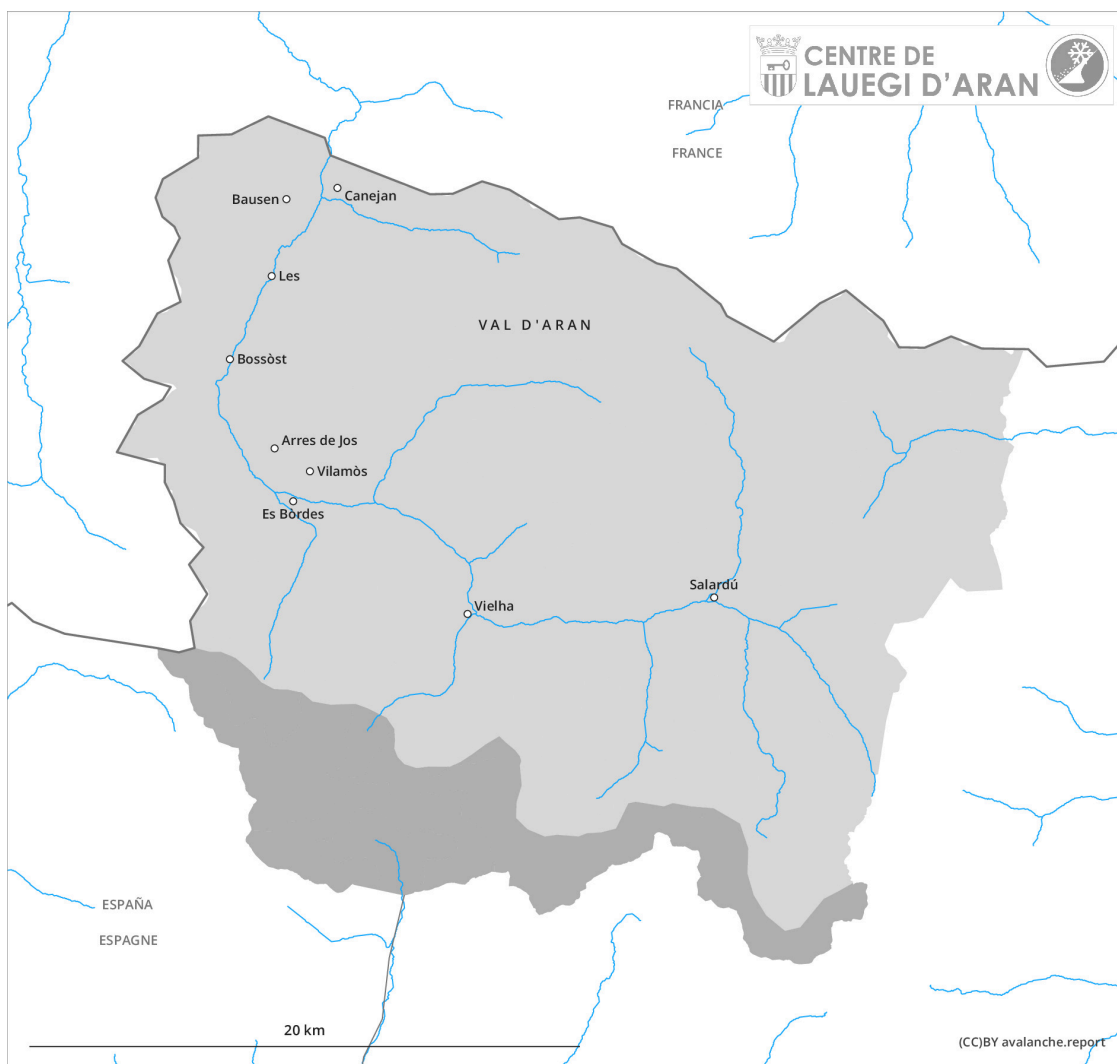 CENTRE DE
LAUEGI D'ARAN
FRANCIA
FRANCE
Bausen
Canejan
Les
VAL D'ARAN
Bossòst
Arres de Jos
Vilamòs
Es Bòrdes
Salardú
Vielha
ESPAÑA
ESPAGNE
20 km
(CC)BY avalanche.report